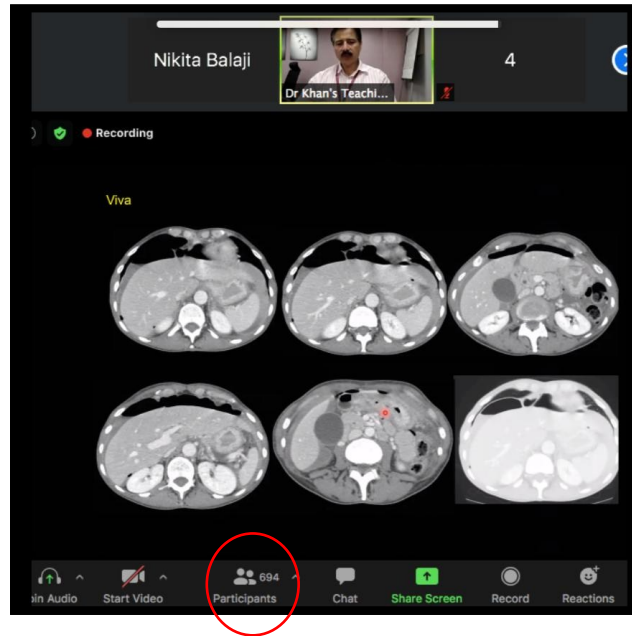 Nikita Balaji
Dr Khan's Teachi...
4
Recording
Viva
694
in Audio
Start Video
Participants
Chat
Share Screen
Record
Reactions